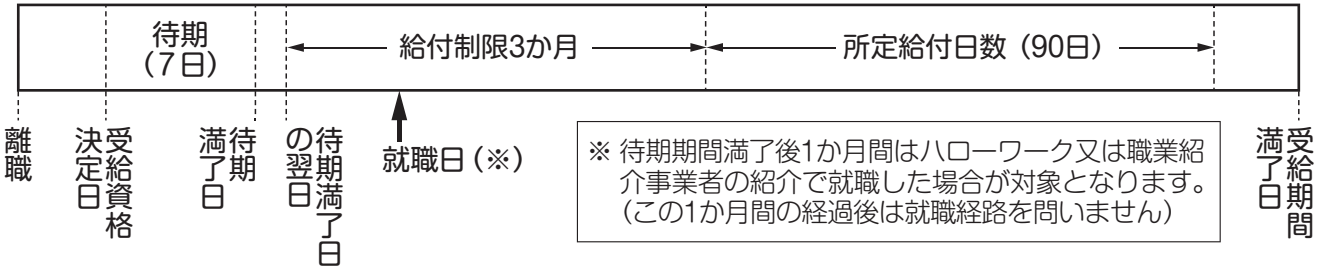 待期
（7日）
給付制限3か月
所定給付日数（90日）
離職
受給資格
決定日
待期
満了日
待期満了日
の翌日
就職日（※）
※ 待期期間満了後1か月間はハローワーク又は職業紹
介事業者の紹介で就職した場合が対象となります。
（この1か月間の経過後は就職経路を問いません）
受給期間
満了日